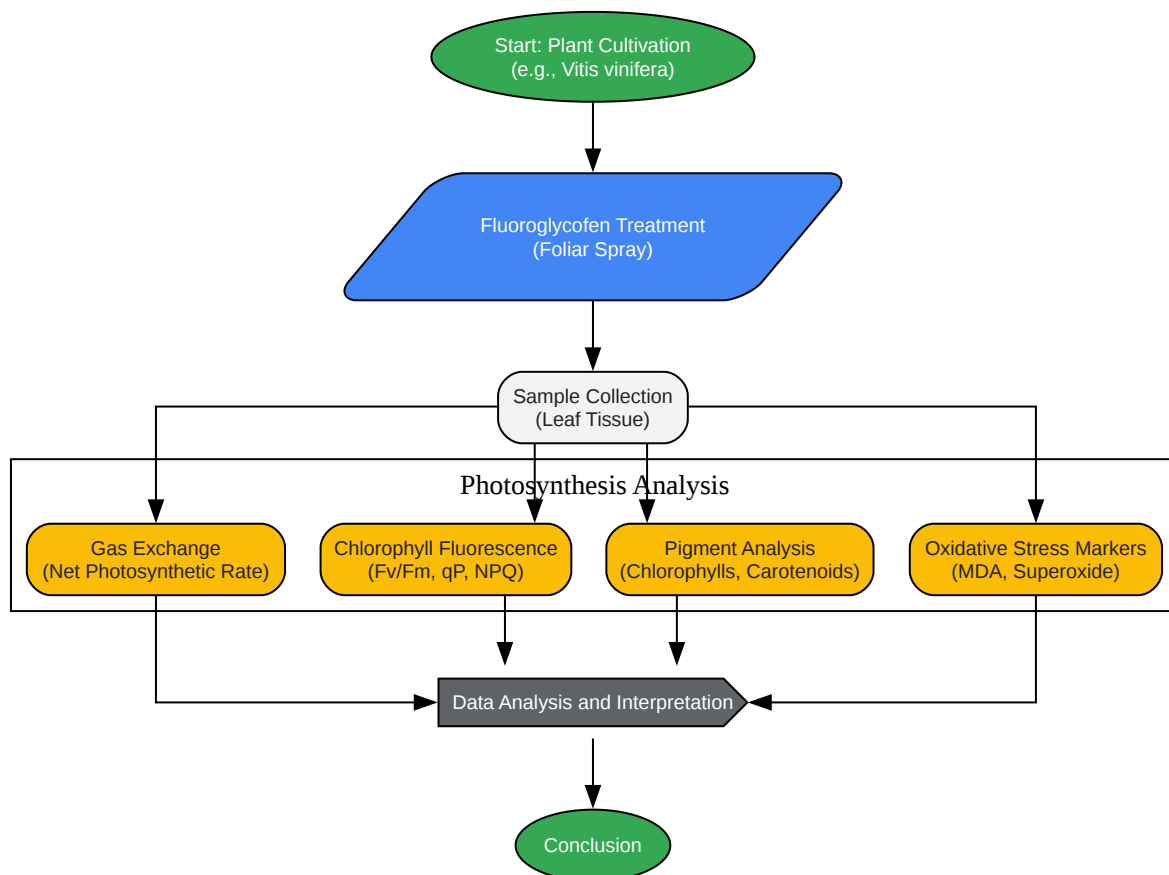 Start: Plant Cultivation
(e.g., Vitis vinifera)
Fluoroglycofen Treatment
(Foliar Spray)
Sample Collection
(Leaf Tissue)
Photosynthesis Analysis
Gas Exchange
(Net Photosynthetic Rate)
Chlorophyll Fluorescence
(Fv/Fm, qP, NPQ)
Pigment Analysis
(Chlorophylls, Carotenoids)
Oxidative Stress Markers
(MDA, Superoxide)
Data Analysis and Interpretation
Conclusion